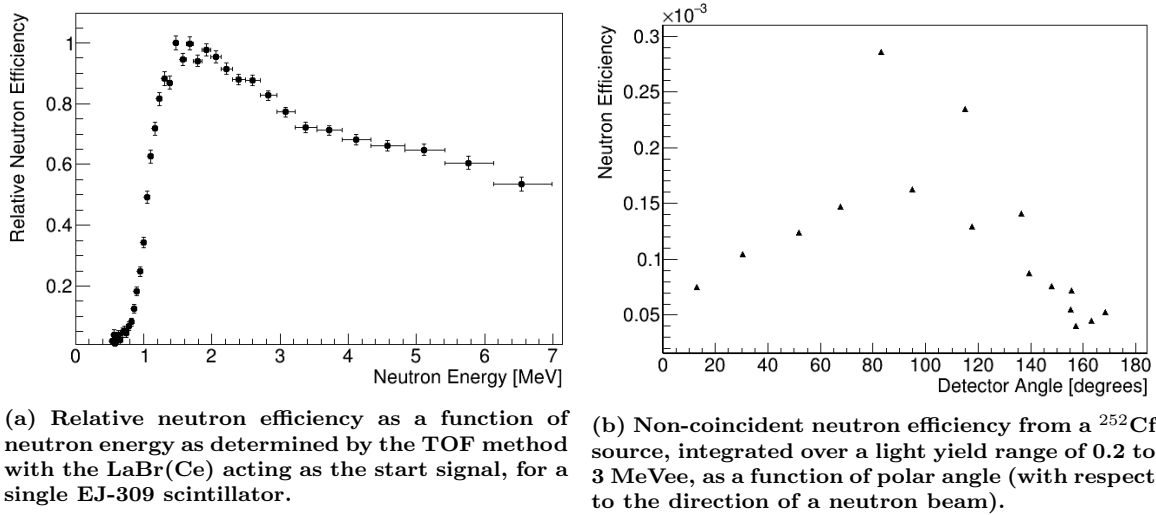 Relative Neutron Efficiency
1
0.8
0.6
0.4
0.2
0 1 2 3 4 5 6 7
Neutron Energy [MeV]
×10⁻³
Neutron Efficiency
0.3
0.25
0.2
0.15
0.1
0.05
0 20 40 60 80 100 120 140 160 180
Detector Angle [degrees]
(a) Relative neutron efficiency as a function of
neutron energy as determined by the TOF method
with the LaBr(Ce) acting as the start signal, for a
single EJ-309 scintillator.
(b) Non-coincident neutron efficiency from a ²⁵²Cf
source, integrated over a light yield range of 0.2 to
3 MeVee, as a function of polar angle (with respect
to the direction of a neutron beam).